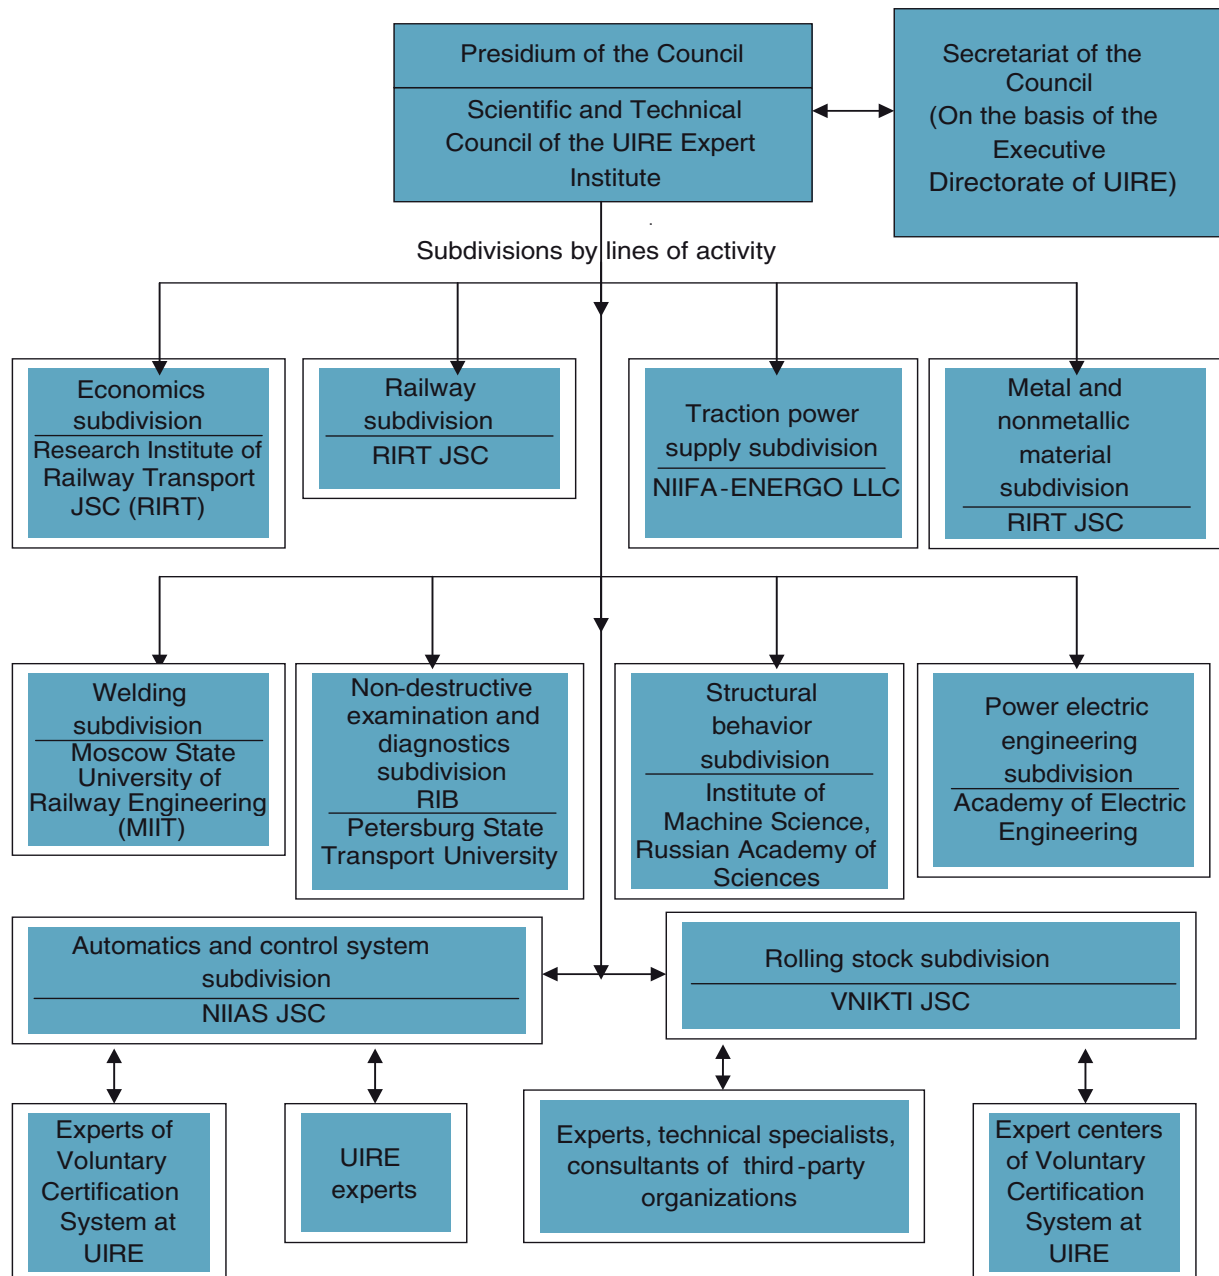 Presidium of the Council
Scientific and Technical
Council of the UIRE Expert
Institute
Secretariat of the
Council
(On the basis of the
Executive
Directorate of UIRE)
Subdivisions by lines of activity
Economics
subdivision
Research Institute of
Railway Transport
JSC (RIRT)
Railway
subdivision
RIRT JSC
Traction power
supply subdivision
NIIFA-ENERGO LLC
Metal and
nonmetallic
material
subdivision
RIRT JSC
Welding
subdivision
Moscow State
University of
Railway Engineering
(MIIT)
Non-destructive
examination and
diagnostics
subdivision
RIB
Petersburg State
Transport University
Structural
behavior
subdivision
Institute of
Machine Science,
Russian Academy of
Sciences
Power electric
engineering
subdivision
Academy of Electric
Engineering
Automatics and control system
subdivision
NIIAS JSC
Rolling stock subdivision
VNIKTI JSC
Experts of
Voluntary
Certification
System at
UIRE
UIRE
experts
Experts, technical specialists,
consultants of third-party
organizations
Expert centers
of Voluntary
Certification
System at
UIRE